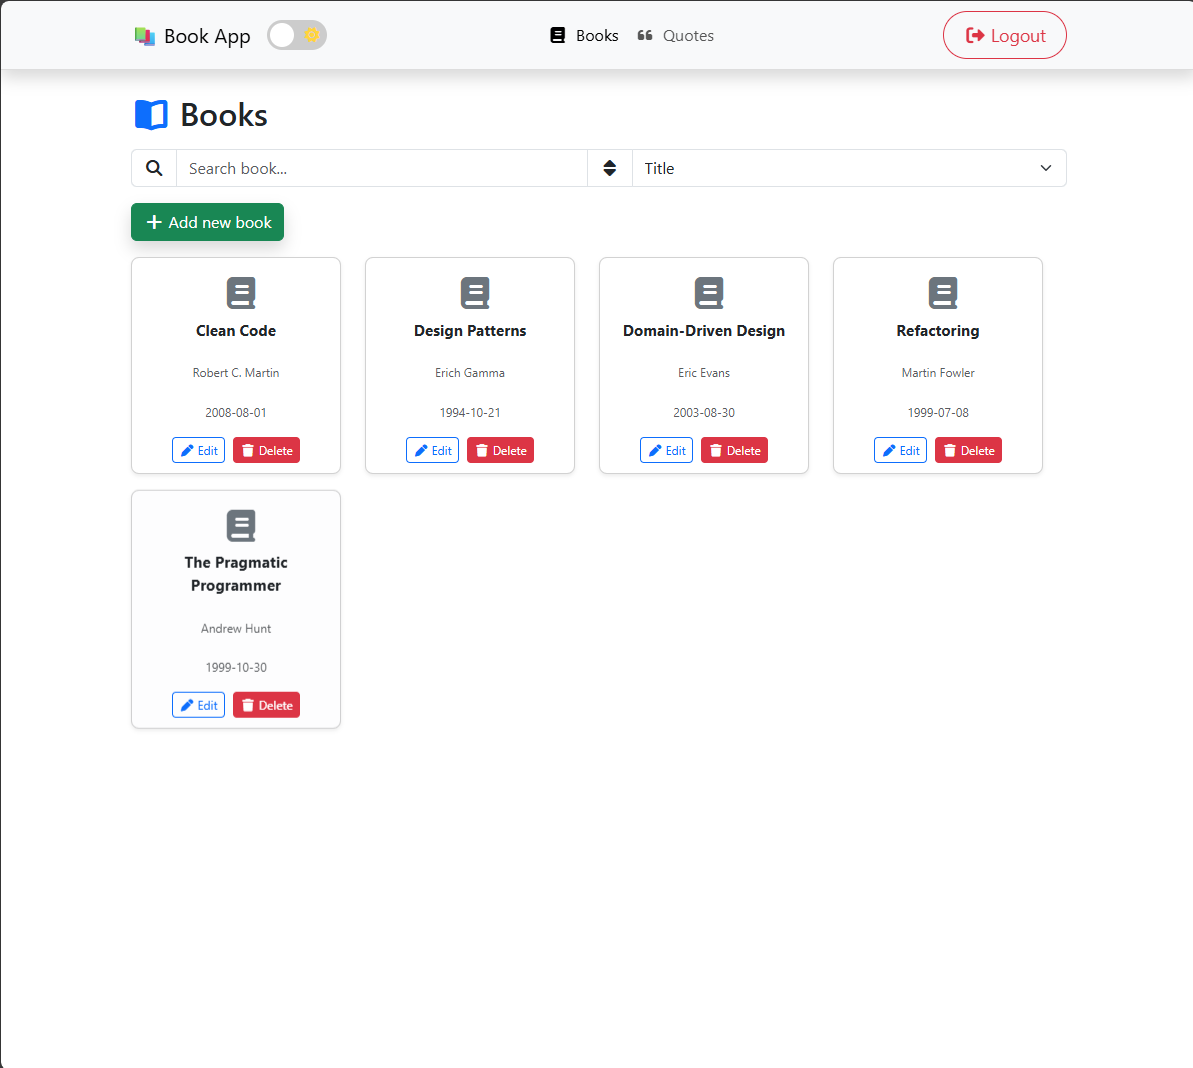 Book App
Books
Quotes
Logout
Books
Search book...
Title
Add new book
Clean Code
Robert C. Martin
2008-08-01
Edit
Delete
Design Patterns
Erich Gamma
1994-10-21
Edit
Delete
Domain-Driven Design
Eric Evans
2003-08-30
Edit
Delete
Refactoring
Martin Fowler
1999-07-08
Edit
Delete
The Pragmatic
Programmer
Andrew Hunt
1999-10-30
Edit
Delete